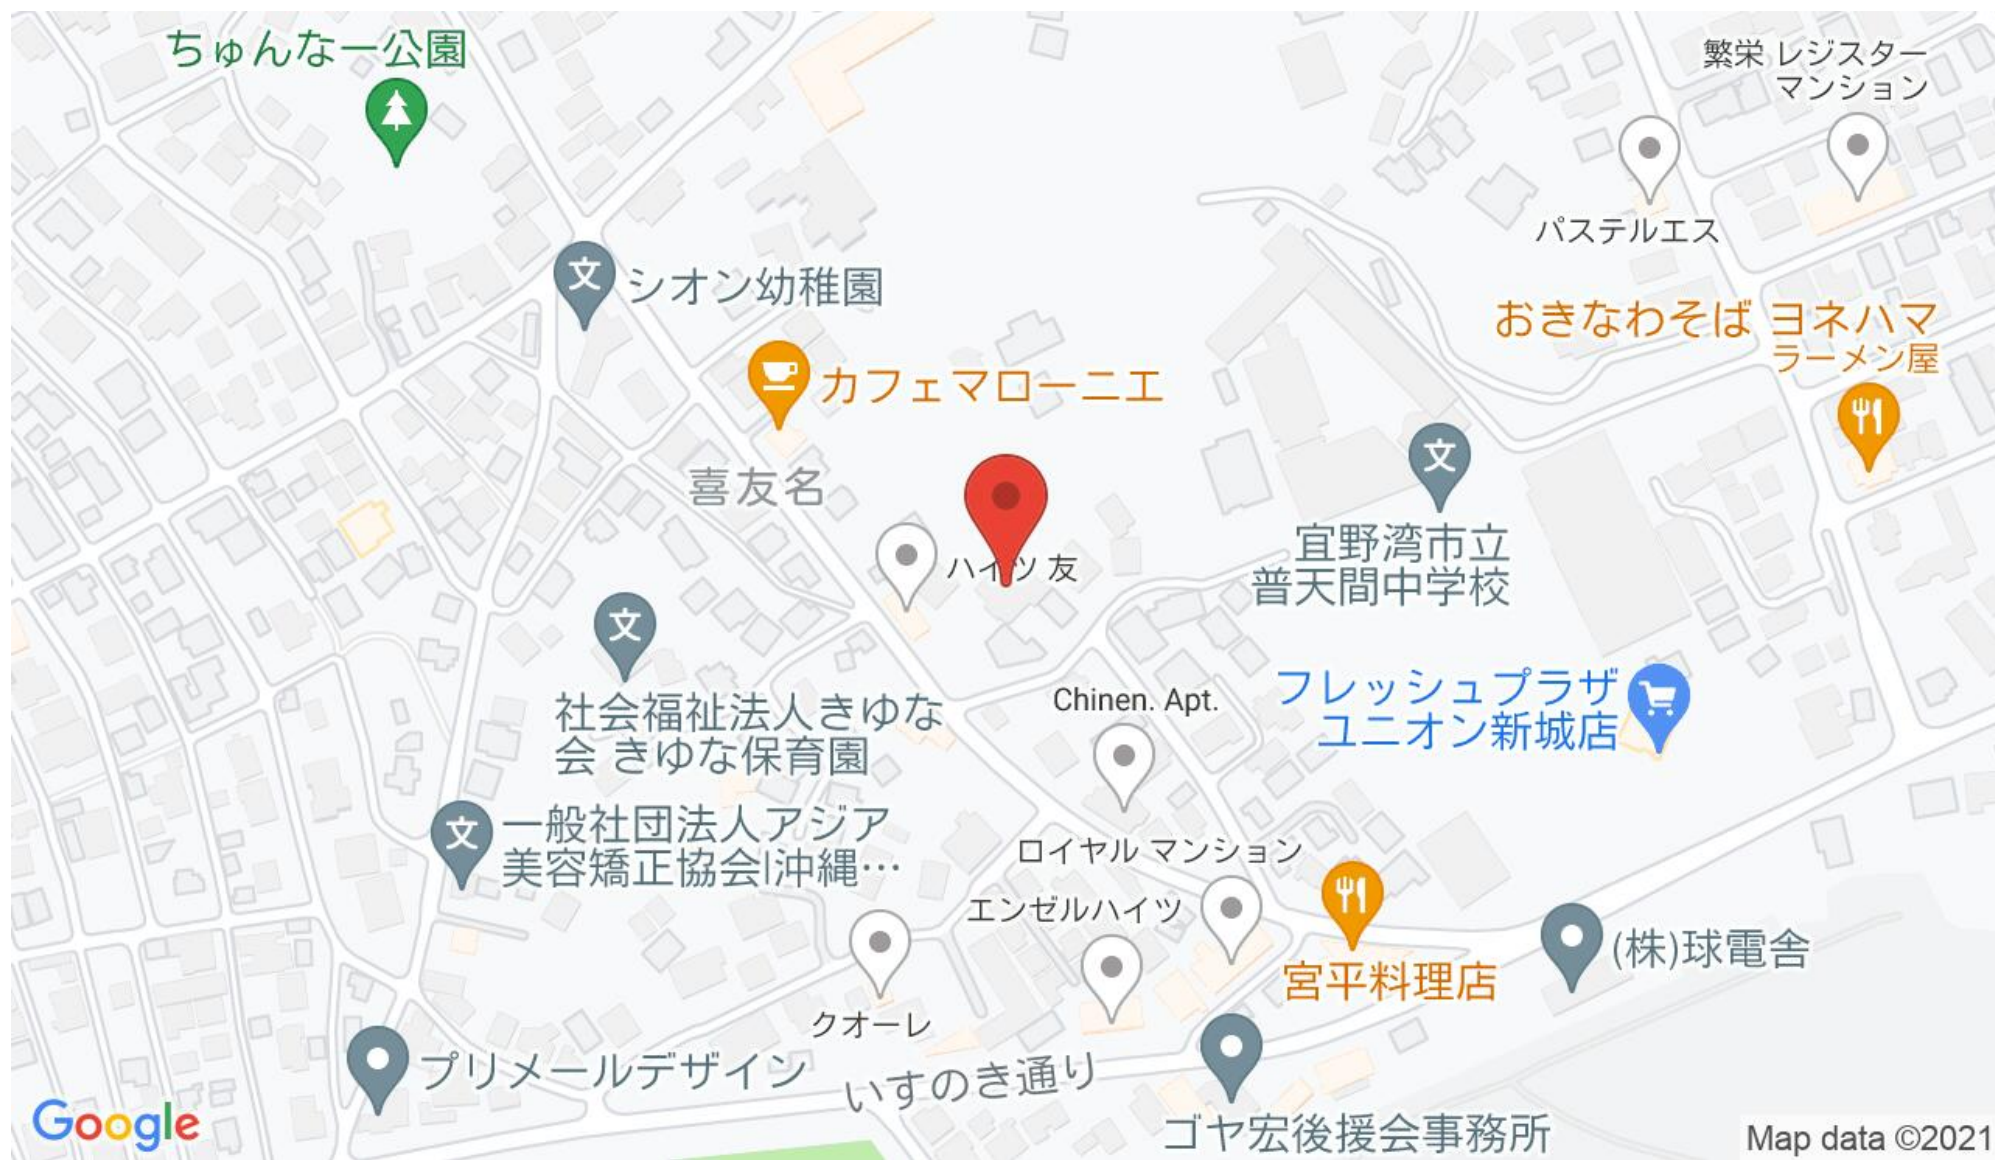 ちゅんなー公園
繁栄 レジスター
マンション
パステルエス
シオン幼稚園
おきなわそば ヨネハマ
ラーメン屋
カフェマローニエ
喜友名
ハイツ 友
宜野湾市立
普天間中学校
社会福祉法人きゆな
会 きゆな保育園
Chinen. Apt.
フレッシュプラザ
ユニオン新城店
一般社団法人アジア
美容矯正協会|沖縄…
ロイヤル マンション
エンゼルハイツ
宮平料理店
(株)球電舎
クオーレ
プリメールデザイン
いすのき通り
ゴヤ宏後援会事務所
Google
Map data ©2021
文
文
文
文